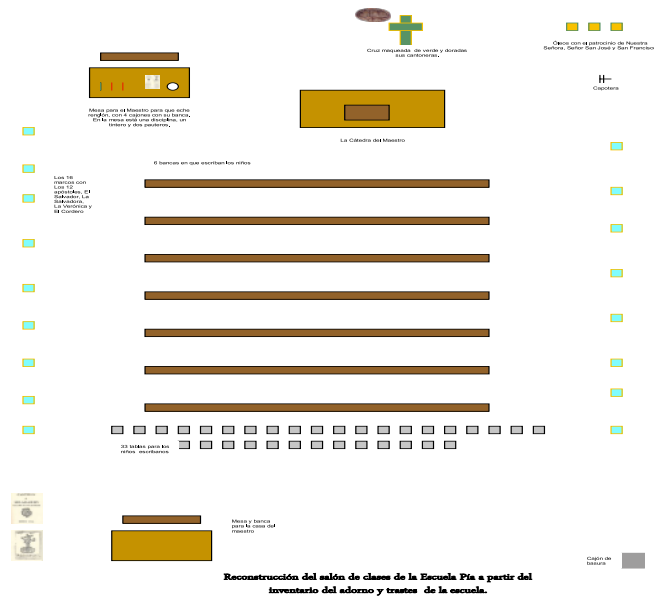 Cruz maqueada de verde y doradas
sus cantoneras.
Óleos con el patrocinio de Nuestra
Señora, Señor San José y San Francisco
Capotera
Mesa para el Maestro para que eche
renglón, con 4 cajones con su banca.
En la mesa está una disciplina, un
tintero y dos pauteros.
La Cátedra del Maestro
6 bancas en que escriban los niños
Los 16
marcos con
Los 12
apóstoles, El
Salvador, La
Salvadora,
La Verónica y
El Cordero
33 tablas para los
niños escribanos
Mesa y banca
para la casa del
maestro
Cajón de
basura
Reconstrucción del salón de clases de la Escuela Pía a partir del
inventario del adorno y trastes de la escuela.